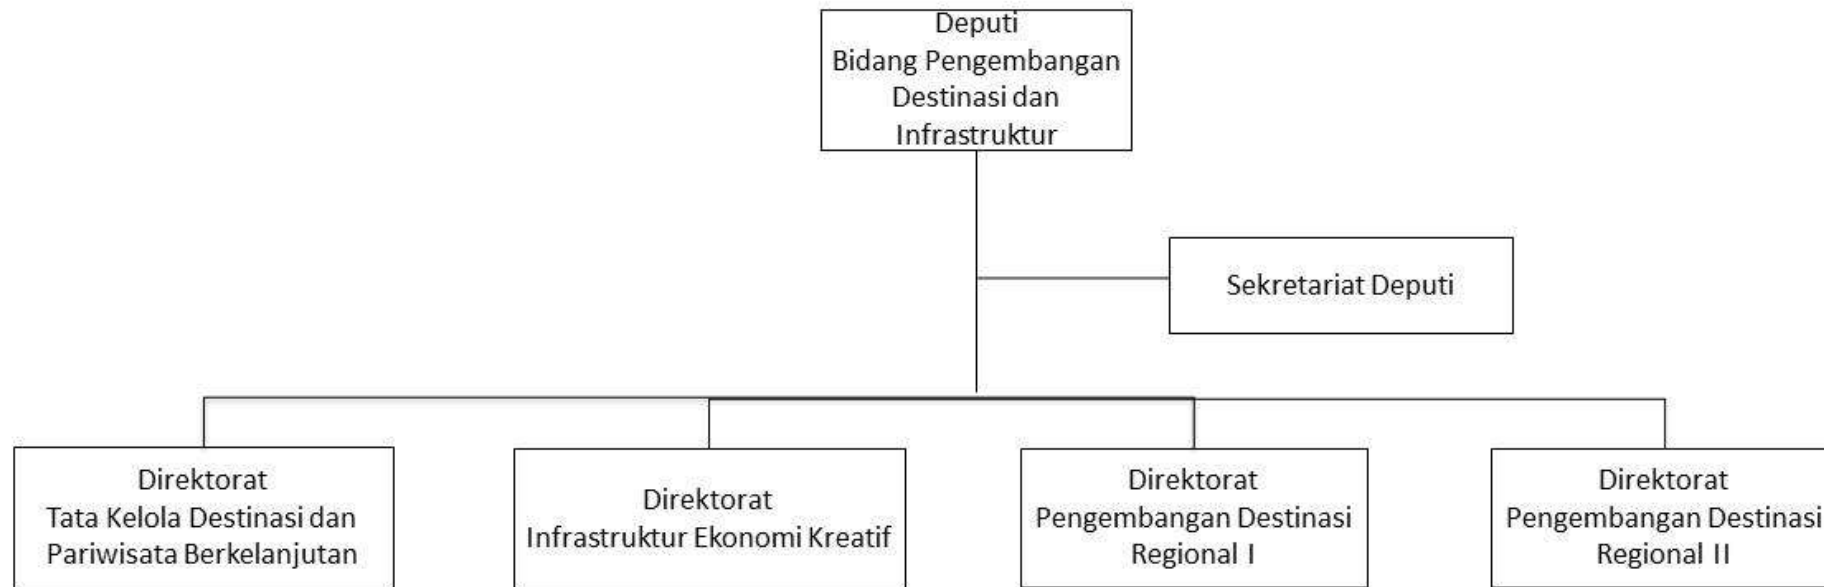 Deputi
Bidang Pengembangan
Destinasi dan
Infrastruktur
Sekretariat Deputi
Direktorat
Tata Kelola Destinasi dan
Pariwisata Berkelanjutan
Direktorat
Infrastruktur Ekonomi Kreatif
Direktorat
Pengembangan Destinasi
Regional I
Direktorat
Pengembangan Destinasi
Regional II